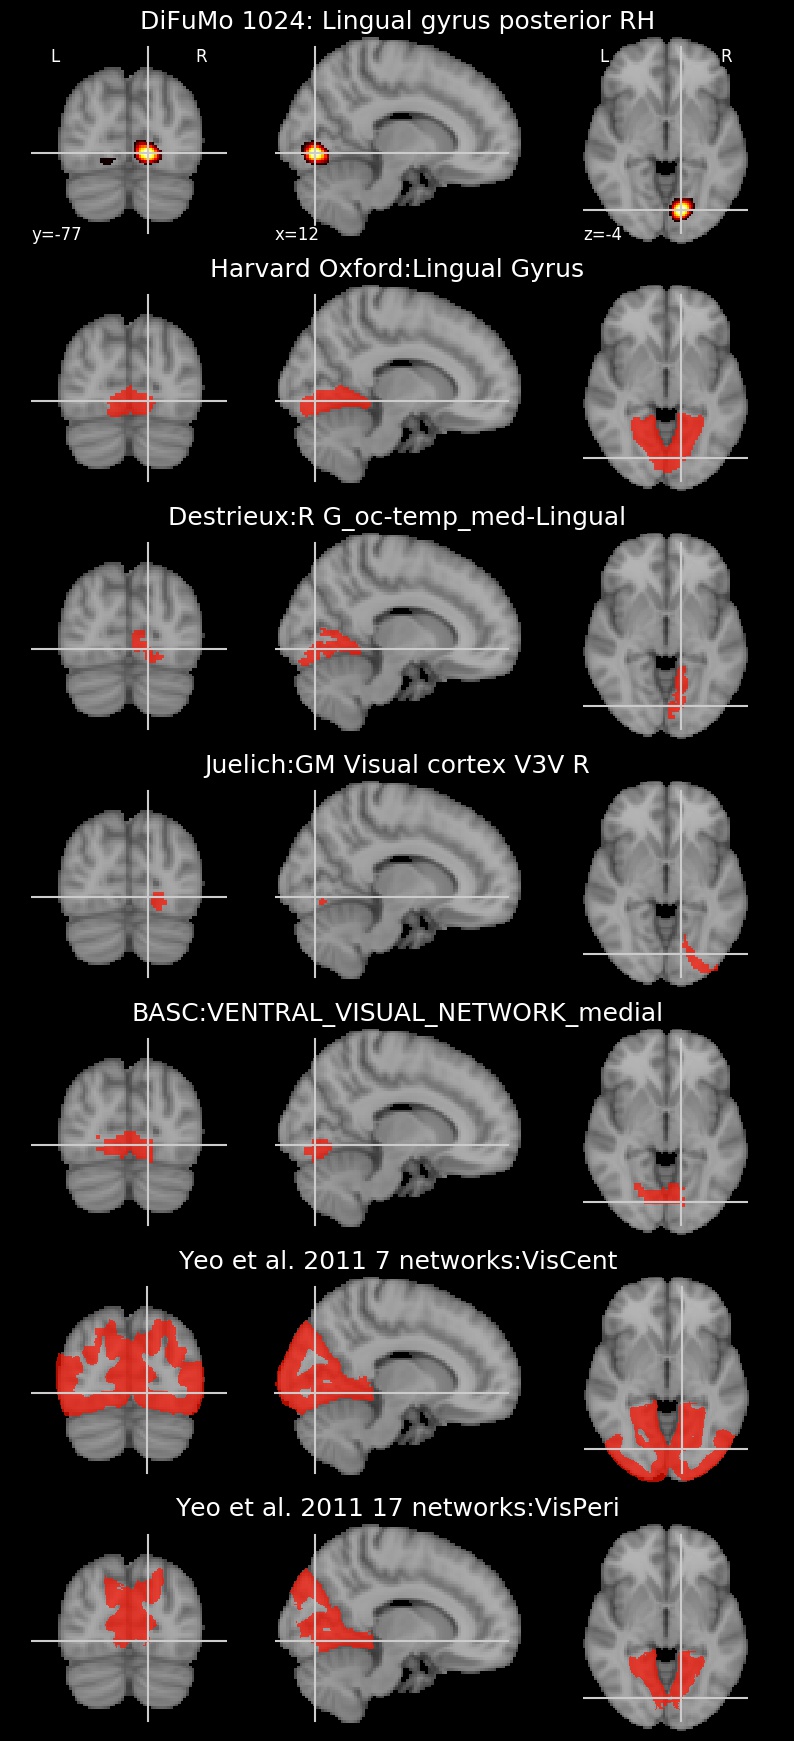 DiFuMo 1024: Lingual gyrus posterior RH
L R L R
y=-77 x=12 z=-4
Harvard Oxford:Lingual Gyrus
Destrieux:R G_oc-temp_med-Lingual
Juelich:GM Visual cortex V3V R
BASC:VENTRAL_VISUAL_NETWORK_medial
Yeo et al. 2011 7 networks:VisCent
Yeo et al. 2011 17 networks:VisPeri